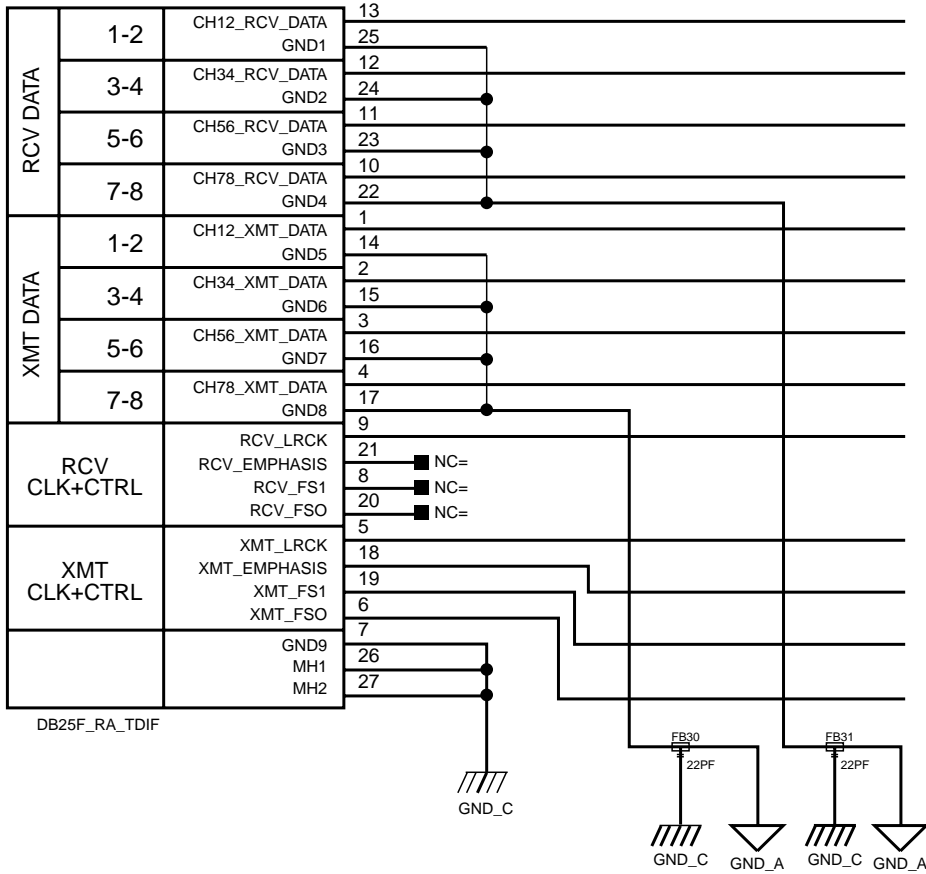 RCV DATA
1-2
CH12_RCV_DATA
13
GND1
25
3-4
CH34_RCV_DATA
12
GND2
24
5-6
CH56_RCV_DATA
11
GND3
23
7-8
CH78_RCV_DATA
10
GND4
22
XMT DATA
1-2
CH12_XMT_DATA
1
GND5
14
3-4
CH34_XMT_DATA
2
GND6
15
5-6
CH56_XMT_DATA
3
GND7
16
7-8
CH78_XMT_DATA
4
GND8
17
RCV
CLK+CTRL
RCV_LRCK
9
RCV_EMPHASIS
21
NC=
RCV_FS1
8
NC=
RCV_FSO
20
NC=
XMT
CLK+CTRL
XMT_LRCK
5
XMT_EMPHASIS
18
XMT_FS1
19
XMT_FSO
6
GND9
7
MH1
26
MH2
27
DB25F_RA_TDIF
GND_C
FB30
22PF
GND_C
GND_A
FB31
22PF
GND_C
GND_A